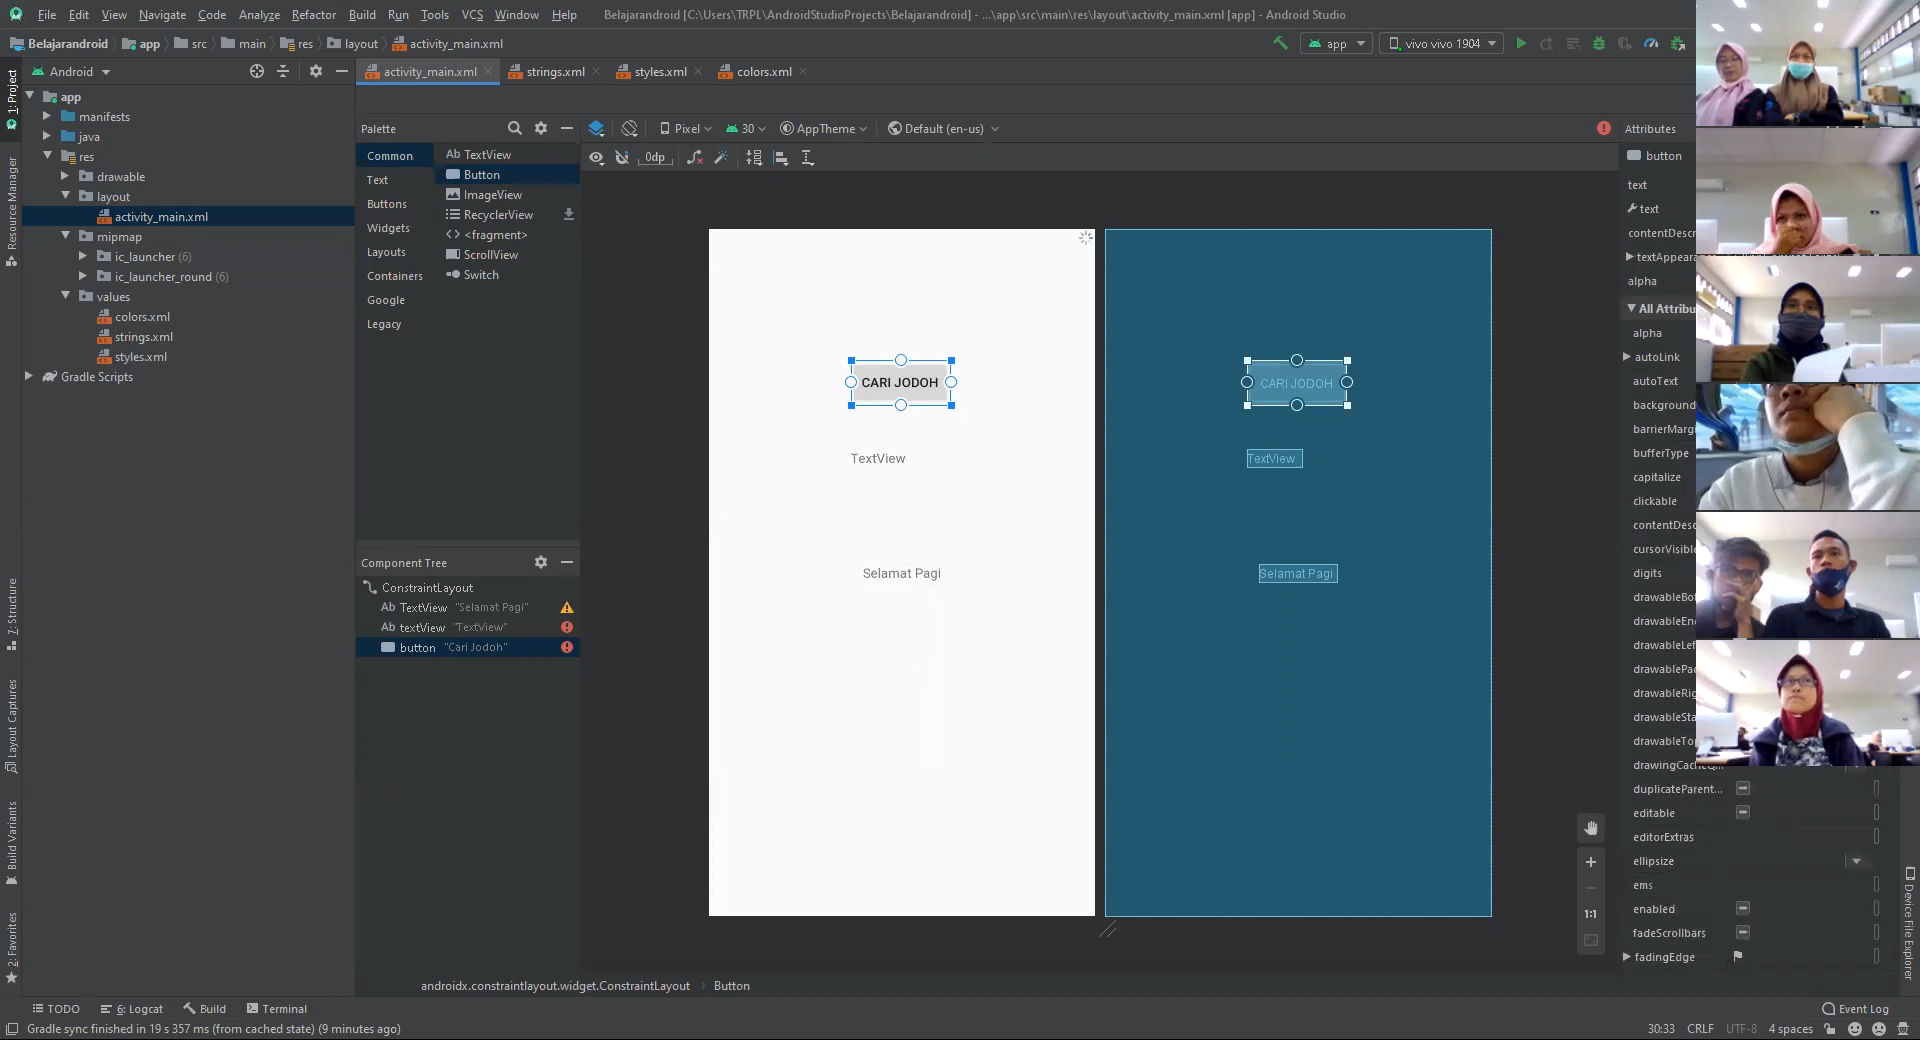 File Edit View Navigate Code Analyze Refactor Build Run Tools VCS Window Help Belajarandroid [C:\Users\TRPL\AndroidStudioProjects\Belajarandroid] - ...\app\src\main\res\layout\activity_main.xml [app] - Android Studio
Belajarandroid app src main res layout activity_main.xml app vivo vivo 1904
Android activity_main.xml strings.xml styles.xml colors.xml
1: Project
Resource Manager
7: Structure
Layout Captures
Build Variants
2: Favorites
app
manifests
java
res
drawable
layout
activity_main.xml
mipmap
ic_launcher (6)
ic_launcher_round (6)
values
colors.xml
strings.xml
styles.xml
Gradle Scripts
Palette
Common
Text
Buttons
Widgets
Layouts
Containers
Google
Legacy
Ab TextView
Button
ImageView
RecyclerView
<fragment>
ScrollView
Switch
Pixel 30 AppTheme Default (en-us)
0dp
CARI JODOH
TextView
Selamat Pagi
CARI JODOH
TextView
Selamat Pagi
Component Tree
ConstraintLayout
Ab TextView "Selamat Pagi"
Ab textView "TextView"
button "Cari Jodoh"
1:1
Attributes
button
text
text
contentDescr
textAppeara
alpha
All Attribu
alpha
autoLink
autoText
background
barrierMargi
bufferType
capitalize
clickable
contentDesc
cursorVisible
digits
drawableBot
drawableEnd
drawableLef
drawablePad
drawableRig
drawableSta
drawableTop
drawingCacheQ...
duplicateParent...
editable
editorExtras
ellipsize
ems
enabled
fadeScrollbars
fadingEdge
Device File Explorer
androidx.constraintlayout.widget.ConstraintLayout › Button
TODO 6: Logcat Build Terminal Event Log
Gradle sync finished in 19 s 357 ms (from cached state) (9 minutes ago) 30:33 CRLF UTF-8 4 spaces